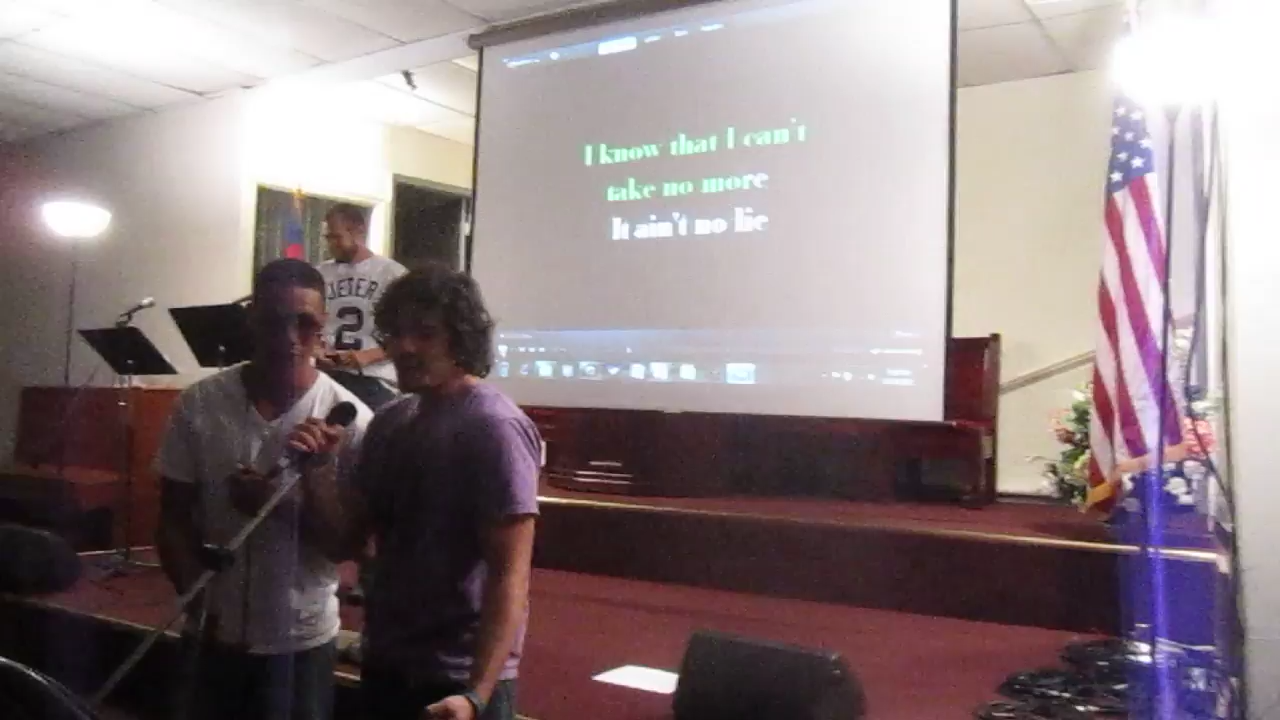 I know that I can't
take no more
It ain't no lie
JETER
2